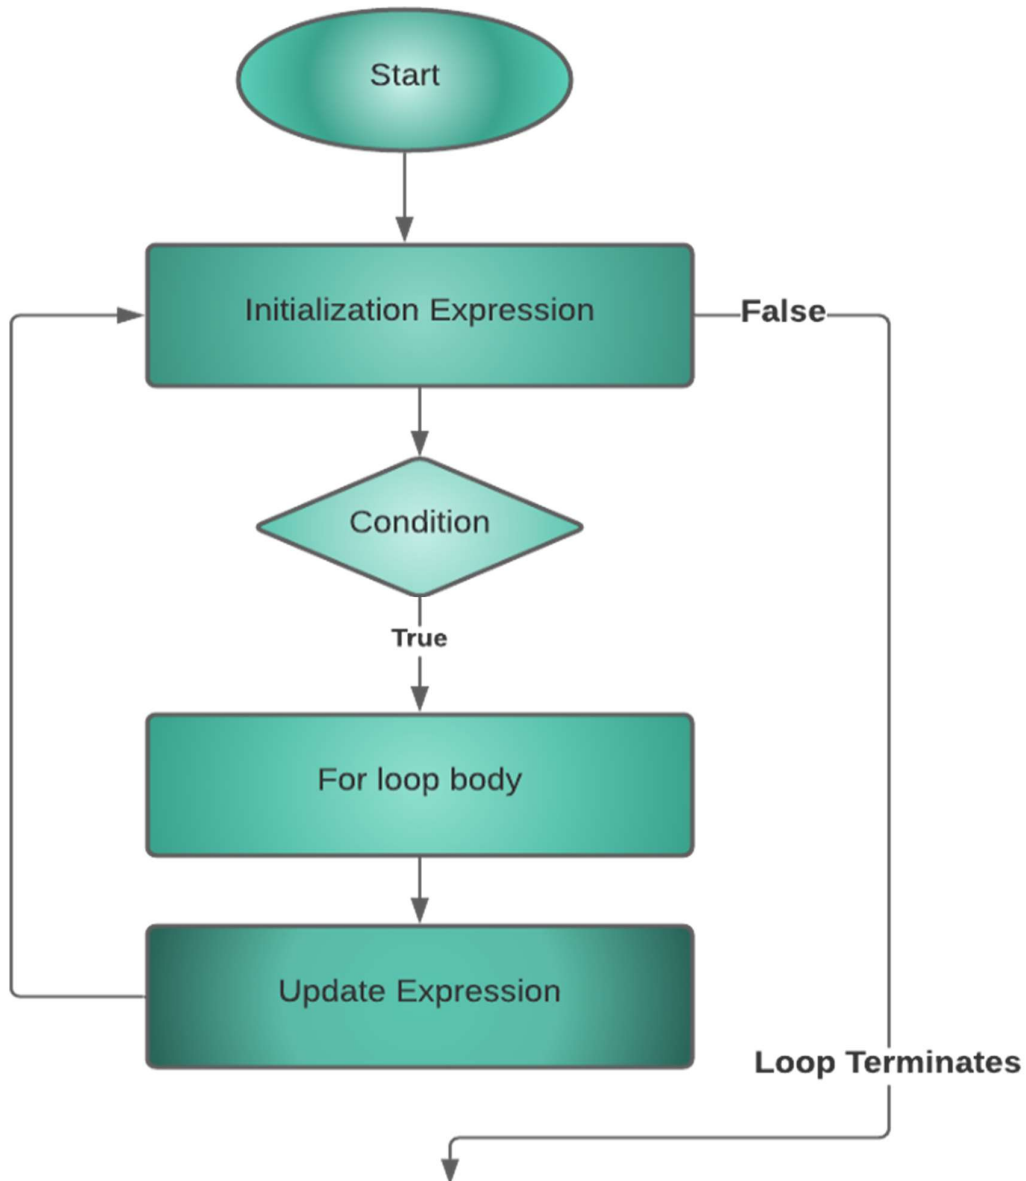 Start
Initialization Expression
False
Condition
True
For loop body
Update Expression
Loop Terminates